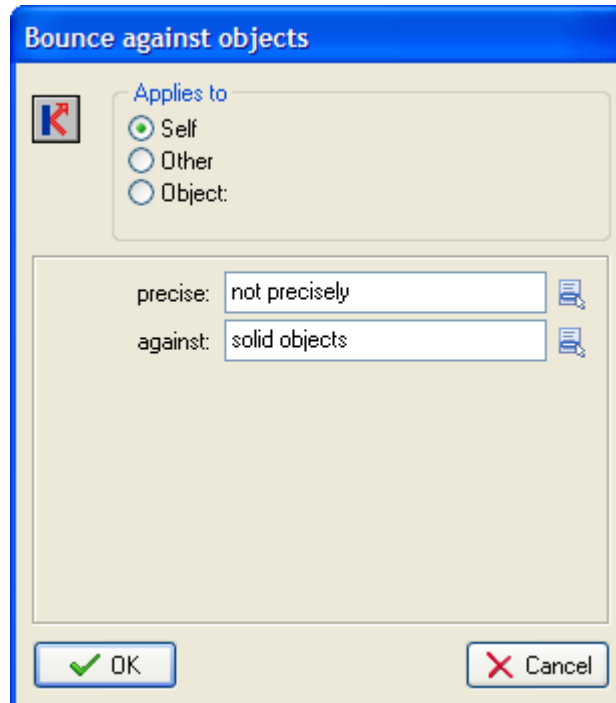 Bounce against objects
Applies to
Self
Other
Object:
precise: not precisely
against: solid objects
OK Cancel